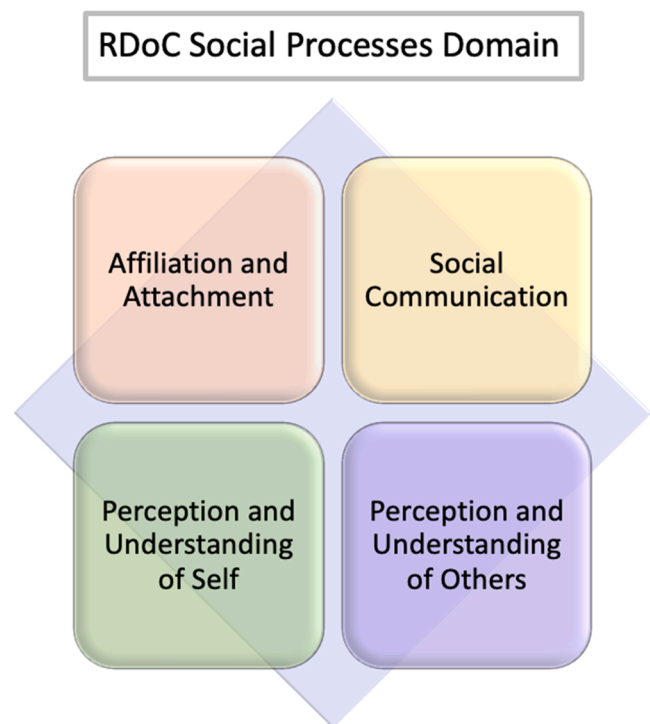 RDoC Social Processes Domain
Affiliation and
Attachment
Social
Communication
Perception and
Understanding
of Self
Perception and
Understanding
of Others